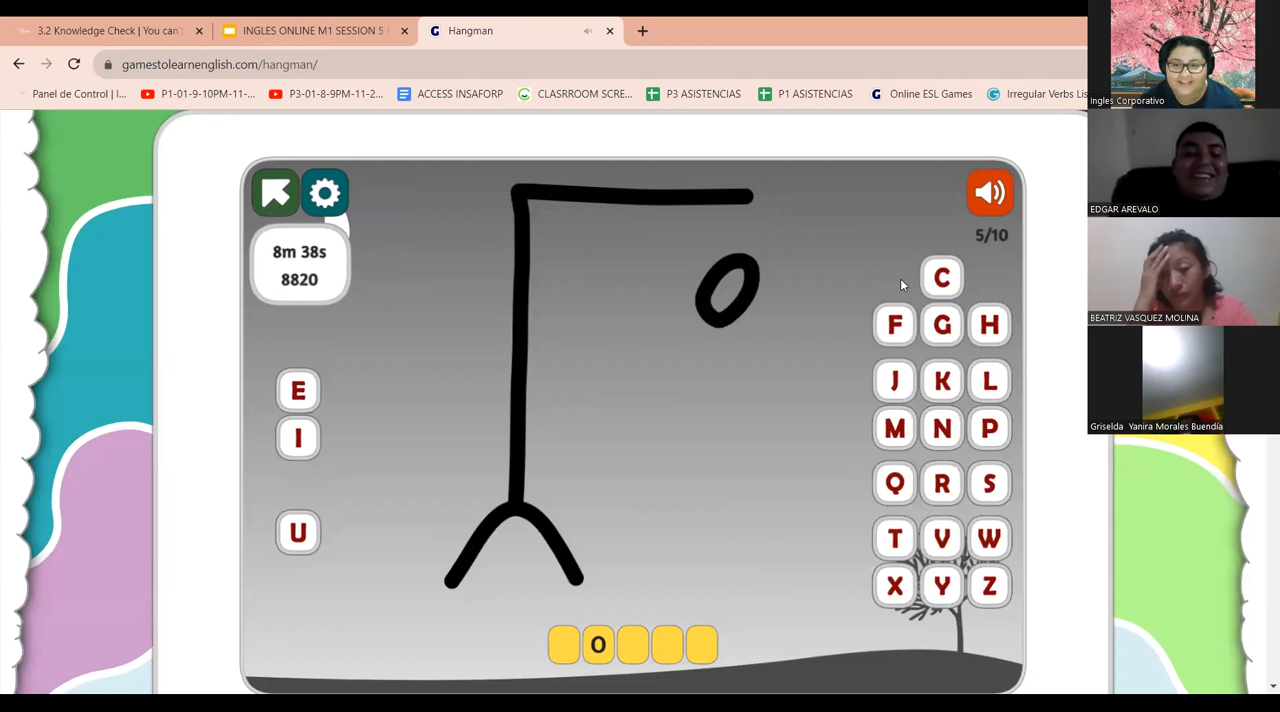 3.2 Knowledge Check | You can'
INGLES ONLINE M1 SESSION 5
Hangman
gamestolearnenglish.com/hangman/
Panel de Control | I...
P1-01-9-10PM-11-...
P3-01-8-9PM-11-2...
ACCESS INSAFORP
CLASRROOM SCRE...
P3 ASISTENCIAS
P1 ASISTENCIAS
Online ESL Games
Irregular Verbs Lis
Ingles Corporativo
EDGAR AREVALO
BEATRIZ VASQUEZ MOLINA
Griselda Yanira Morales Buendía
8m 38s
8820
5/10
C
F G H
J K L
M N P
Q R S
T V W
X Y Z
E
I
U
O